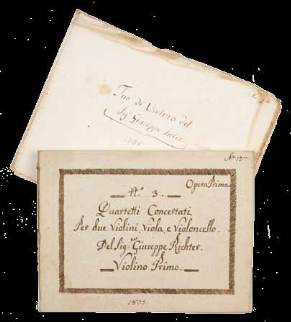 Trio di Violino del
Sig.r Giuseppe
Opera Prima
N.o 3.
Quartetti Concertati
Per due Violini, Viola, e Violoncello
Del Sig.r Giuseppe Richter.
Violino Primo.